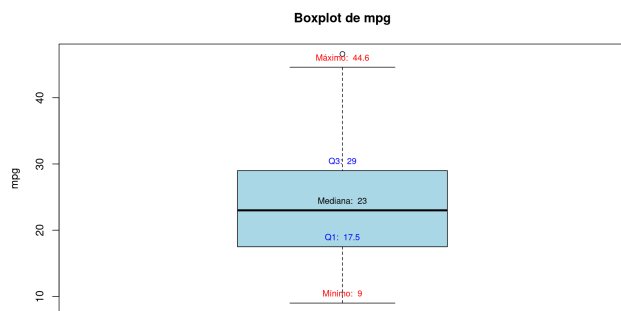 Boxplot de mpg
mpg
40
30
20
10
Máximo: 44.6
Q3: 29
Mediana: 23
Q1: 17.5
Mínimo: 9